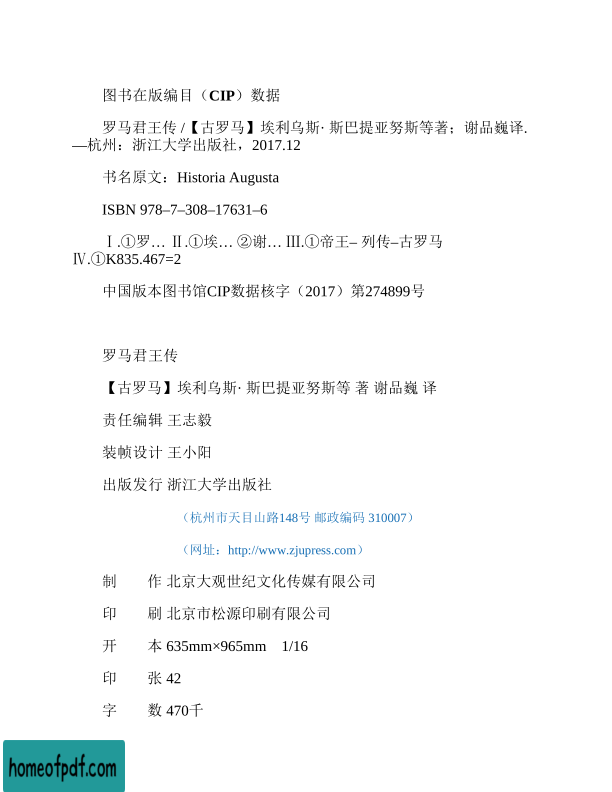 图书在版编目（CIP）数据
罗马君王传 /【古罗马】埃利乌斯· 斯巴提亚努斯等著；谢品巍译.
—杭州：浙江大学出版社，2017.12
书名原文：Historia Augusta
ISBN 978–7–308–17631–6
Ⅰ.①罗… Ⅱ.①埃… ②谢… Ⅲ.①帝王– 列传–古罗马
Ⅳ.①K835.467=2
中国版本图书馆CIP数据核字（2017）第274899号
罗马君王传
【古罗马】埃利乌斯· 斯巴提亚努斯等 著 谢品巍 译
责任编辑 王志毅
装帧设计 王小阳
出版发行 浙江大学出版社
（杭州市天目山路148号 邮政编码 310007）
（网址：http://www.zjupress.com）
制　　作 北京大观世纪文化传媒有限公司
印　　刷 北京市松源印刷有限公司
开　　本 635mm×965mm　1/16
印　　张 42
字　　数 470千
homeofpdf.com